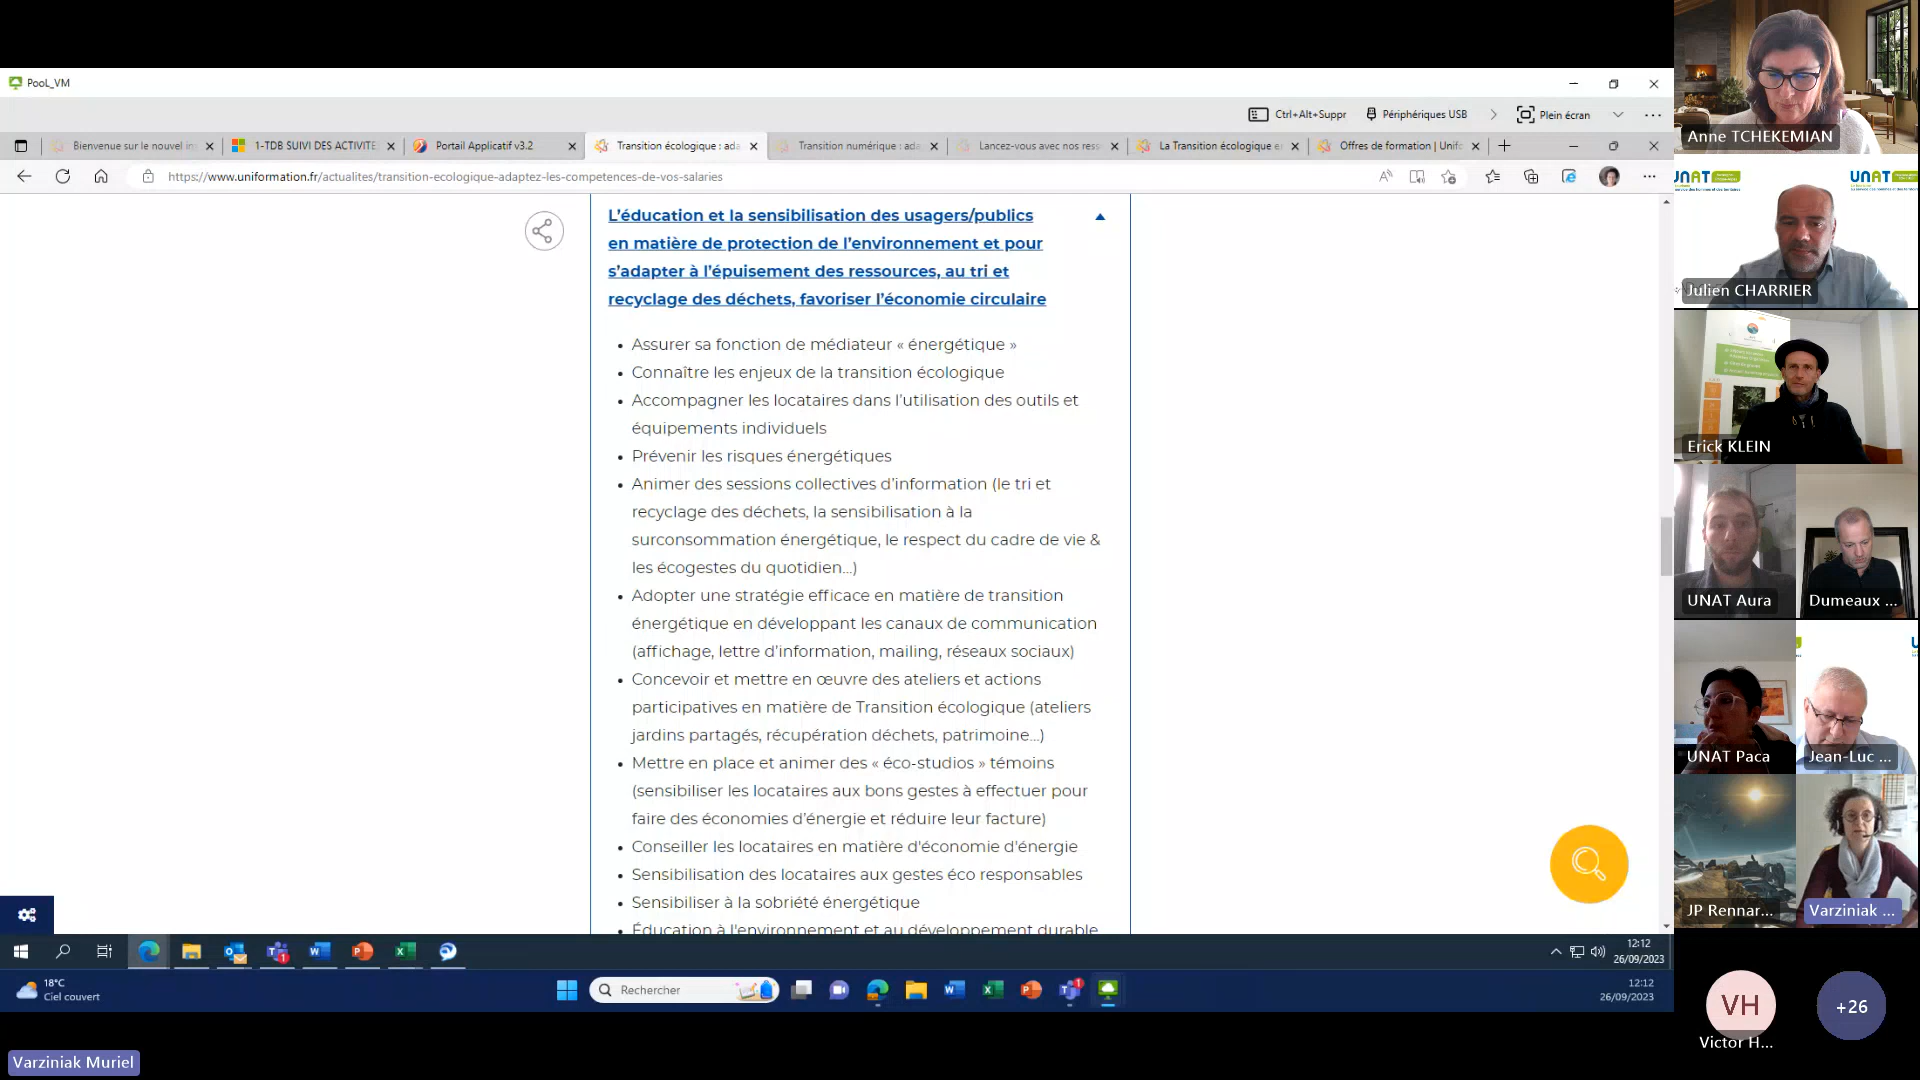 PooL_VM
Ctrl+Alt+Suppr
Périphériques USB
Plein écran
Bienvenue sur le nouvel in
1-TDB SUIVI DES ACTIVITE
Portail Applicatif v3.2
Transition écologique : ada
Transition numérique : ada
Lancez-vous avec nos ress
La Transition écologique e
Offres de formation | Unifo
https://www.uniformation.fr/actualites/transition-ecologique-adaptez-les-competences-de-vos-salaries
L'éducation et la sensibilisation des usagers/publics
en matière de protection de l'environnement et pour
s'adapter à l'épuisement des ressources, au tri et
recyclage des déchets, favoriser l'économie circulaire
• Assurer sa fonction de médiateur « énergétique »
• Connaître les enjeux de la transition écologique
• Accompagner les locataires dans l'utilisation des outils et
équipements individuels
• Prévenir les risques énergétiques
• Animer des sessions collectives d'information (le tri et
recyclage des déchets, la sensibilisation à la
surconsommation énergétique, le respect du cadre de vie &
les écogestes du quotidien...)
• Adopter une stratégie efficace en matière de transition
énergétique en développant les canaux de communication
(affichage, lettre d'information, mailing, réseaux sociaux)
• Concevoir et mettre en œuvre des ateliers et actions
participatives en matière de Transition écologique (ateliers
jardins partagés, récupération déchets, patrimoine...)
• Mettre en place et animer des « éco-studios » témoins
(sensibiliser les locataires aux bons gestes à effectuer pour
faire des économies d'énergie et réduire leur facture)
• Conseiller les locataires en matière d'économie d'énergie
• Sensibilisation des locataires aux gestes éco responsables
• Sensibiliser à la sobriété énergétique
• Éducation à l'environnement et au développement durable
12:12
26/09/2023
18°C
Ciel couvert
Rechercher
12:12
26/09/2023
Varziniak Muriel
Anne TCHEKEMIAN
UNAT
UNAT
Julien CHARRIER
Erick KLEIN
UNAT Aura
Dumeaux ...
UNAT Paca
Jean-Luc ...
JP Rennar...
Varziniak ...
VH
+26
Victor H...